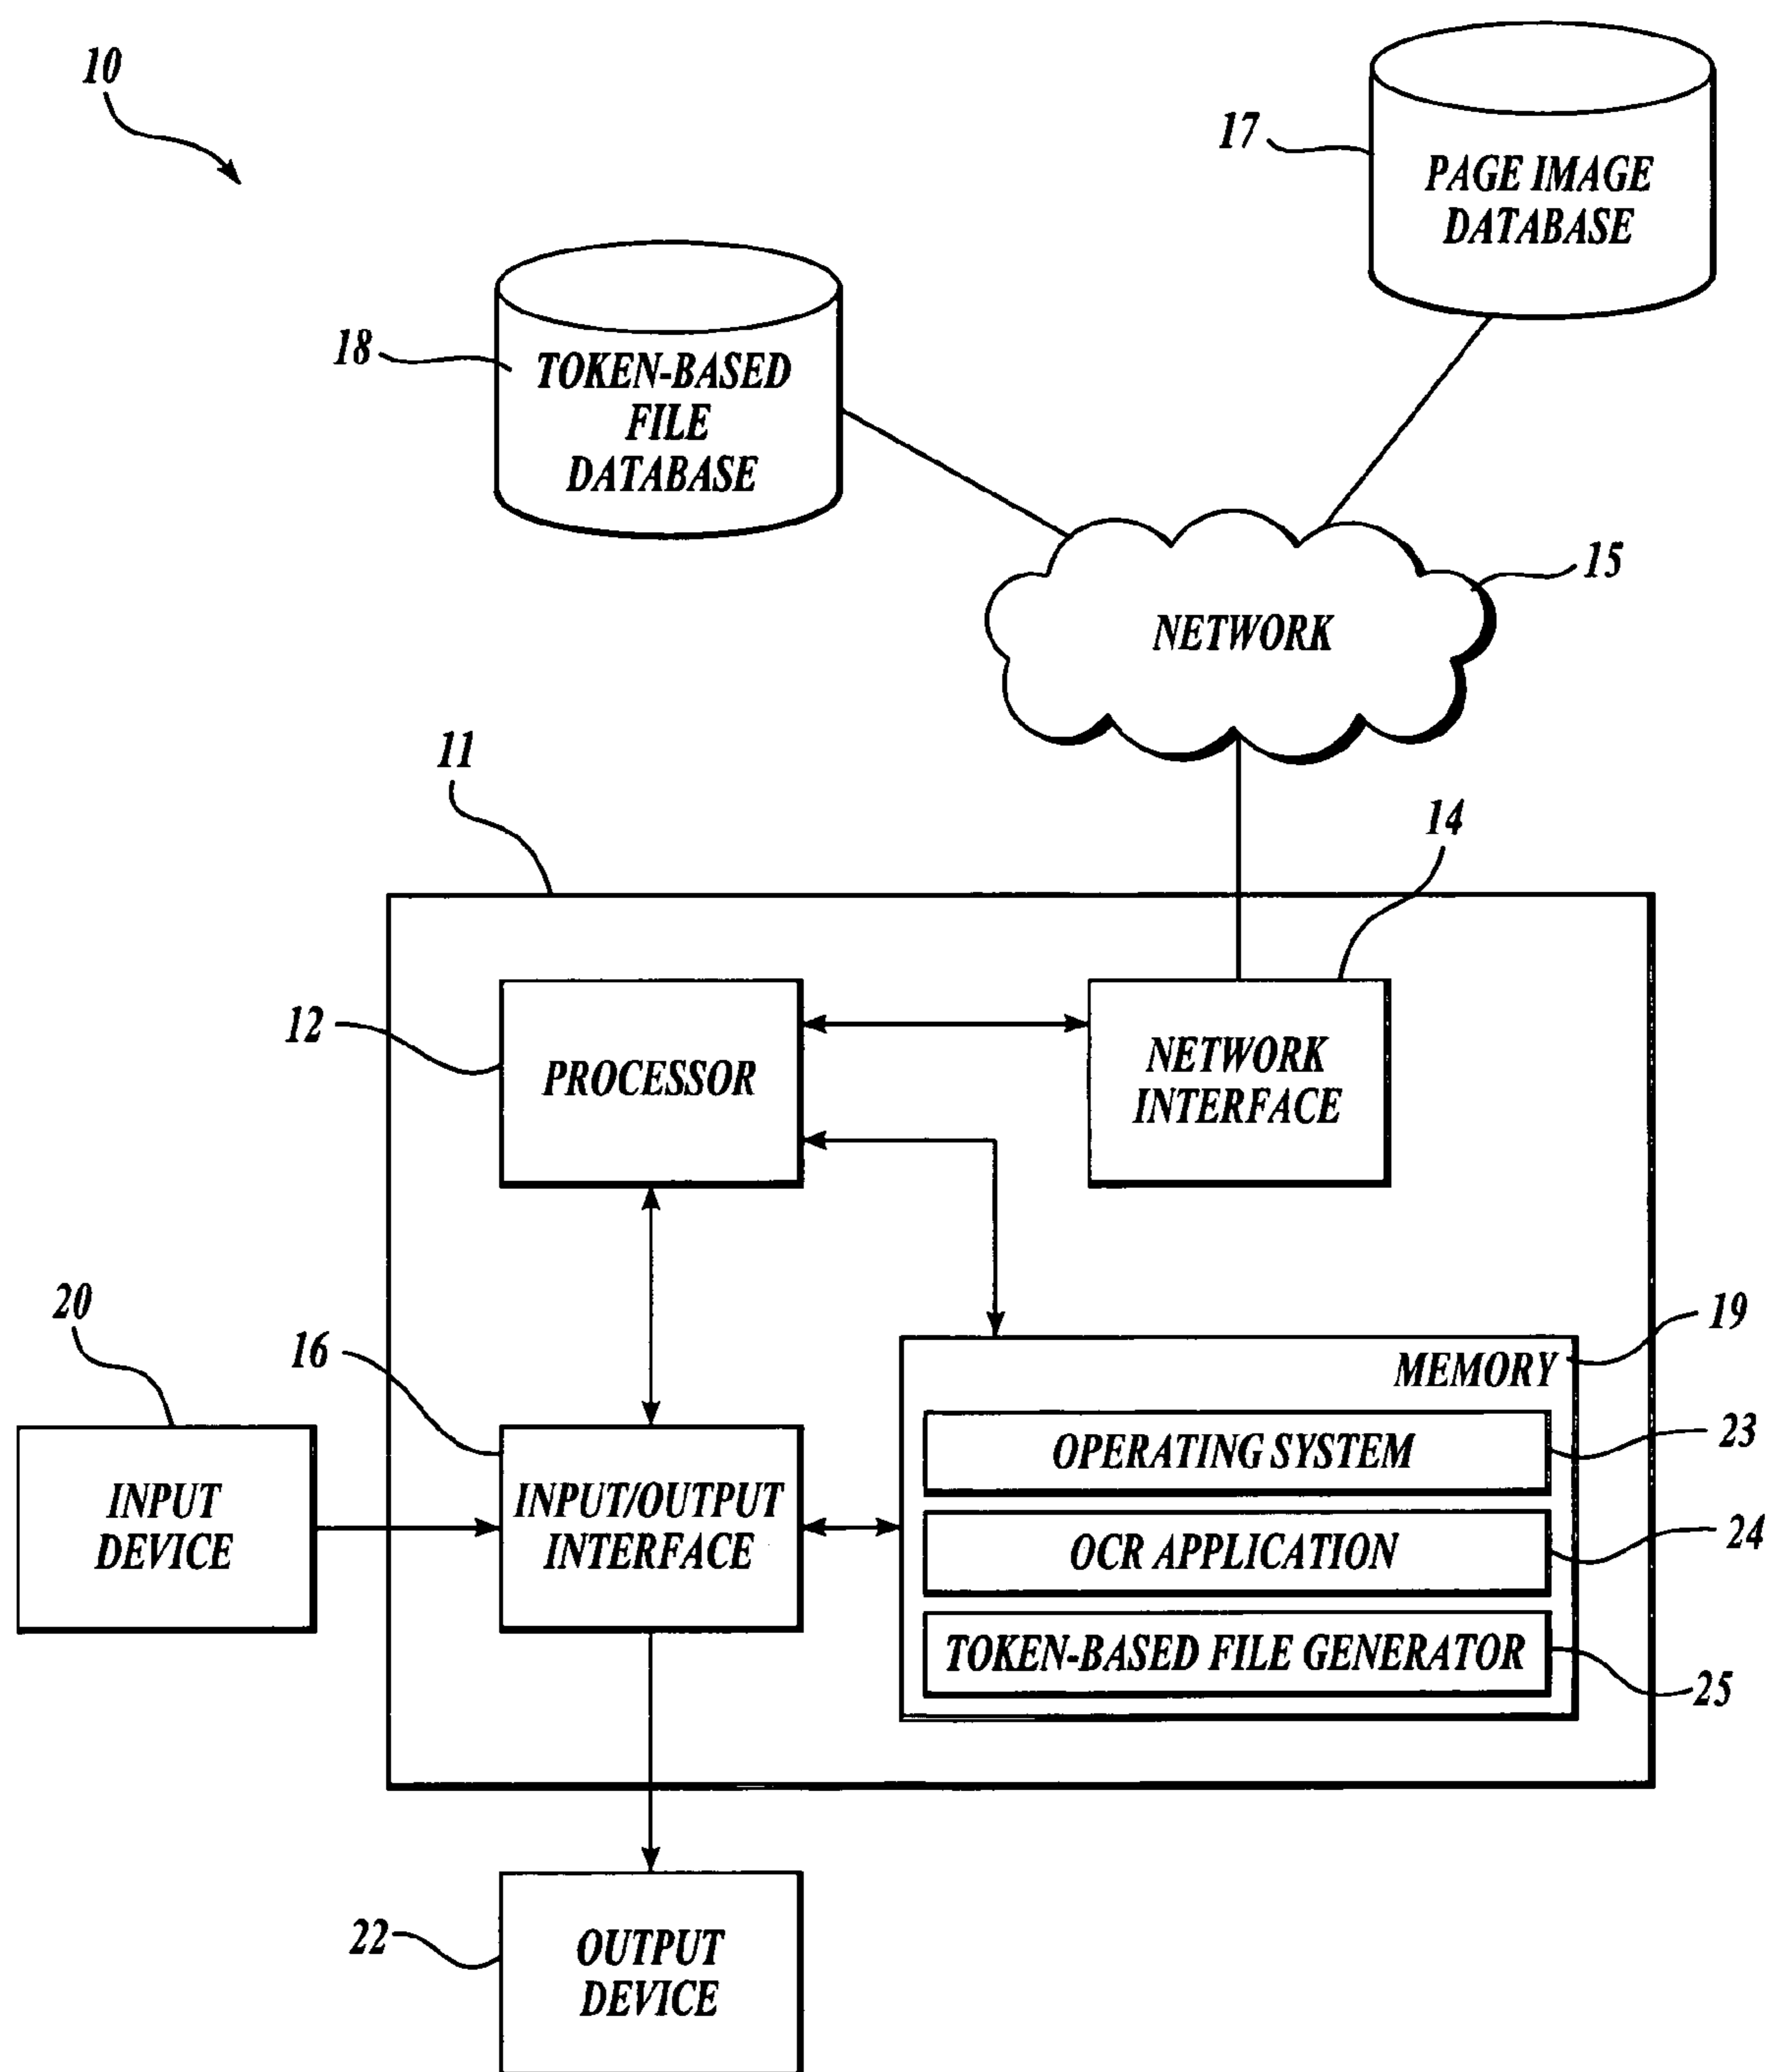 10
17
PAGE IMAGE
DATABASE
18
TOKEN-BASED
FILE
DATABASE
15
NETWORK
11
14
12
PROCESSOR
NETWORK
INTERFACE
20
16
19
MEMORY
INPUT
DEVICE
INPUT/OUTPUT
INTERFACE
OPERATING SYSTEM
23
OCR APPLICATION
24
TOKEN-BASED FILE GENERATOR
25
22
OUTPUT
DEVICE